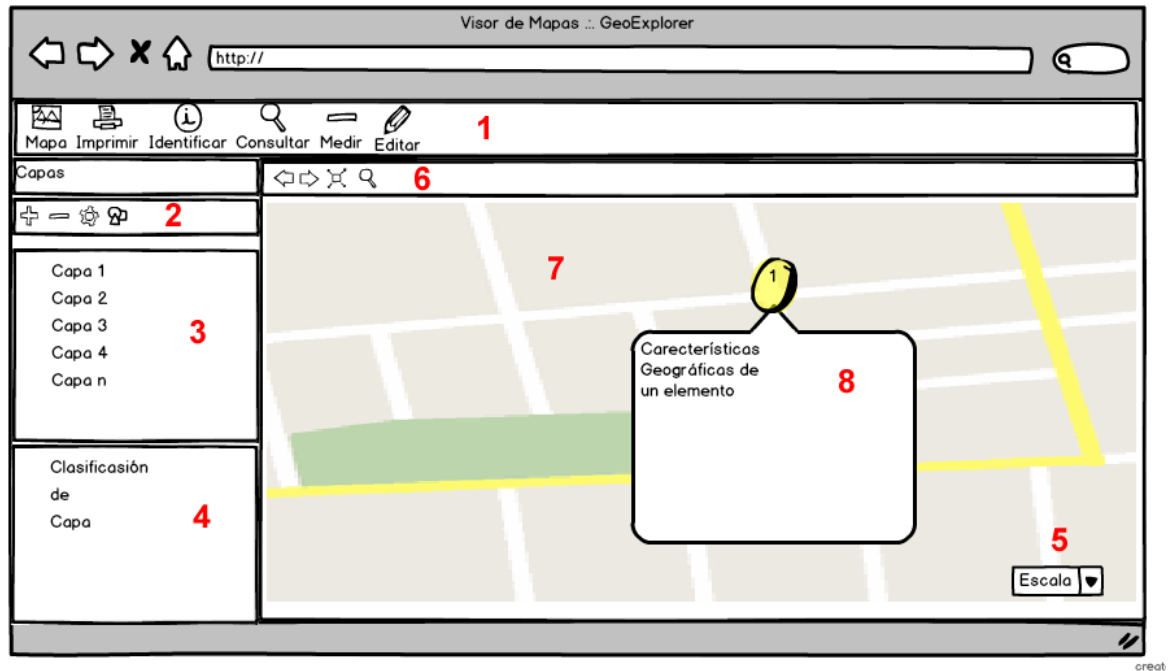 Visor de Mapas .:. GeoExplorer
http://
Mapa Imprimir Identificar Consultar Medir Editar
1
Capas
6
2
Capa 1
Capa 2
Capa 3
Capa 4
Capa n
3
7
1
Carecterísticas
Geográficas de
un elemento
8
Clasificasión
de
Capa
4
5
Escala